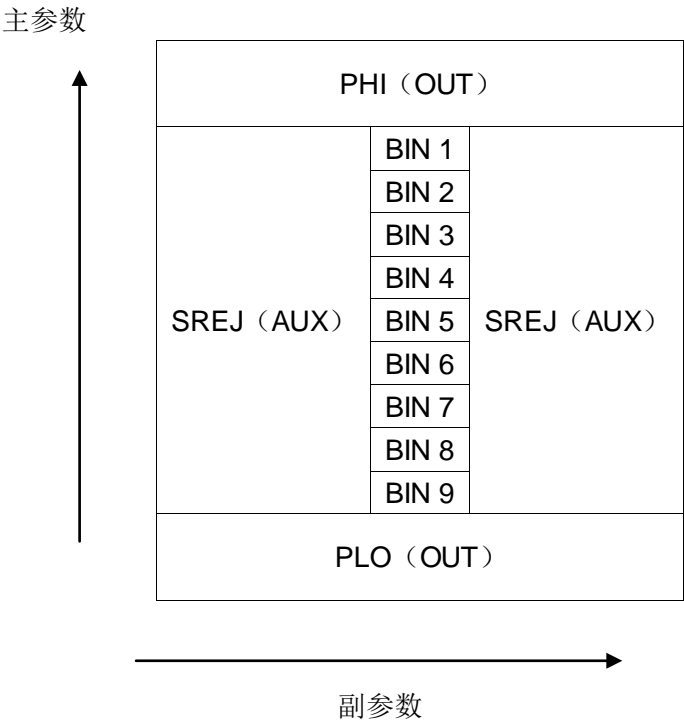 主参数
PHI（OUT）
BIN 1
BIN 2
BIN 3
BIN 4
SREJ（AUX） BIN 5 SREJ（AUX）
BIN 6
BIN 7
BIN 8
BIN 9
PLO（OUT）
副参数